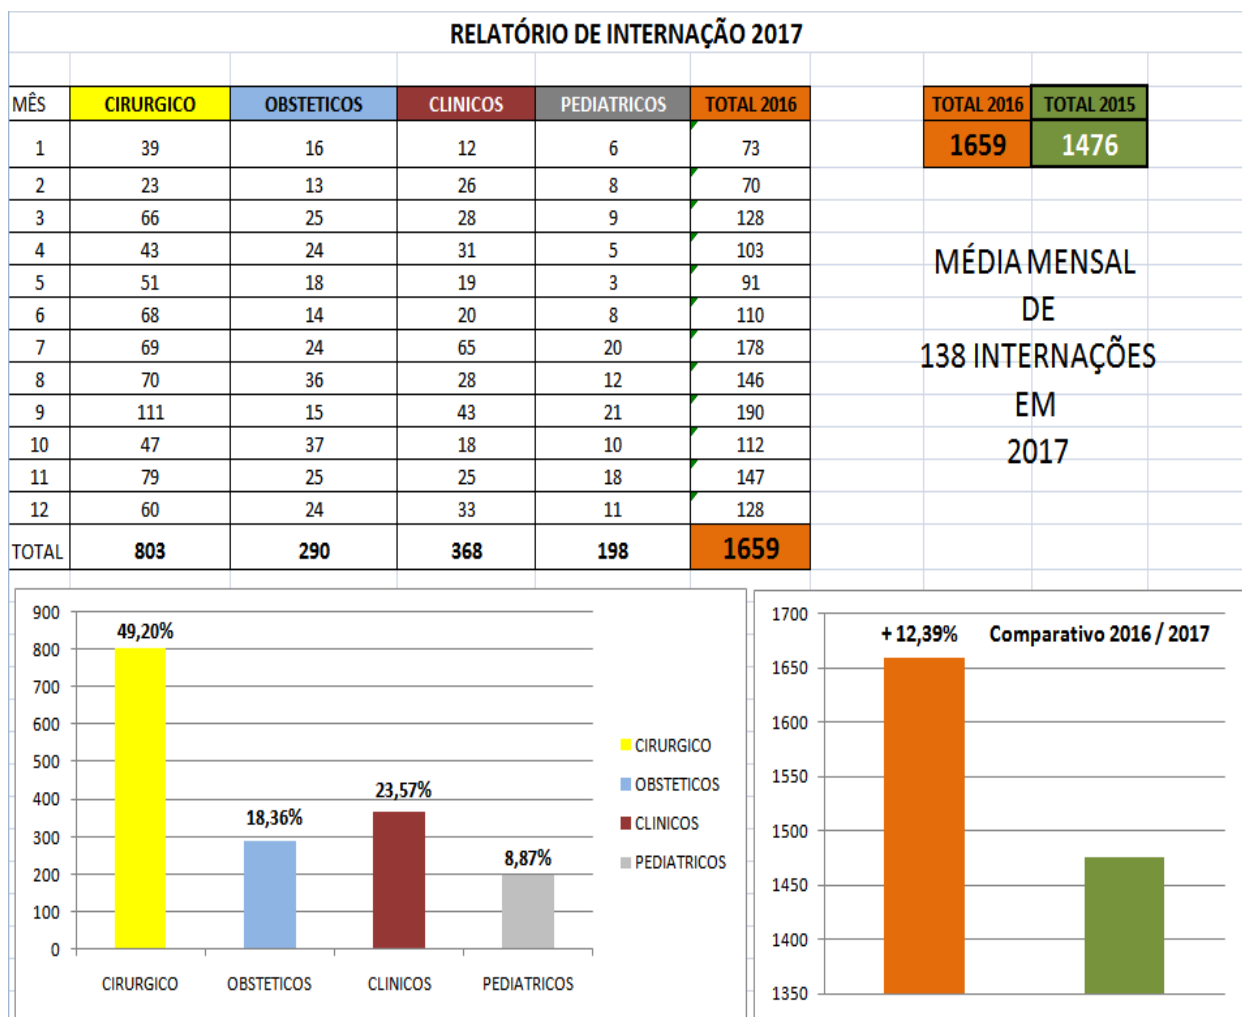 RELATÓRIO DE INTERNAÇÃO 2017
MÊS CIRURGICO OBSTETICOS CLINICOS PEDIATRICOS TOTAL 2016
1 39 16 12 6 73
2 23 13 26 8 70
3 66 25 28 9 128
4 43 24 31 5 103
5 51 18 19 3 91
6 68 14 20 8 110
7 69 24 65 20 178
8 70 36 28 12 146
9 111 15 43 21 190
10 47 37 18 10 112
11 79 25 25 18 147
12 60 24 33 11 128
TOTAL 803 290 368 198 1659
TOTAL 2016 TOTAL 2015
1659 1476
MÉDIA MENSAL
DE
138 INTERNAÇÕES
EM
2017
900
800
700
600
500
400
300
200
100
0
49,20%
18,36%
23,57%
8,87%
CIRURGICO OBSTETICOS CLINICOS PEDIATRICOS
CIRURGICO
OBSTETICOS
CLINICOS
PEDIATRICOS
+ 12,39% Comparativo 2016 / 2017
1700
1650
1600
1550
1500
1450
1400
1350